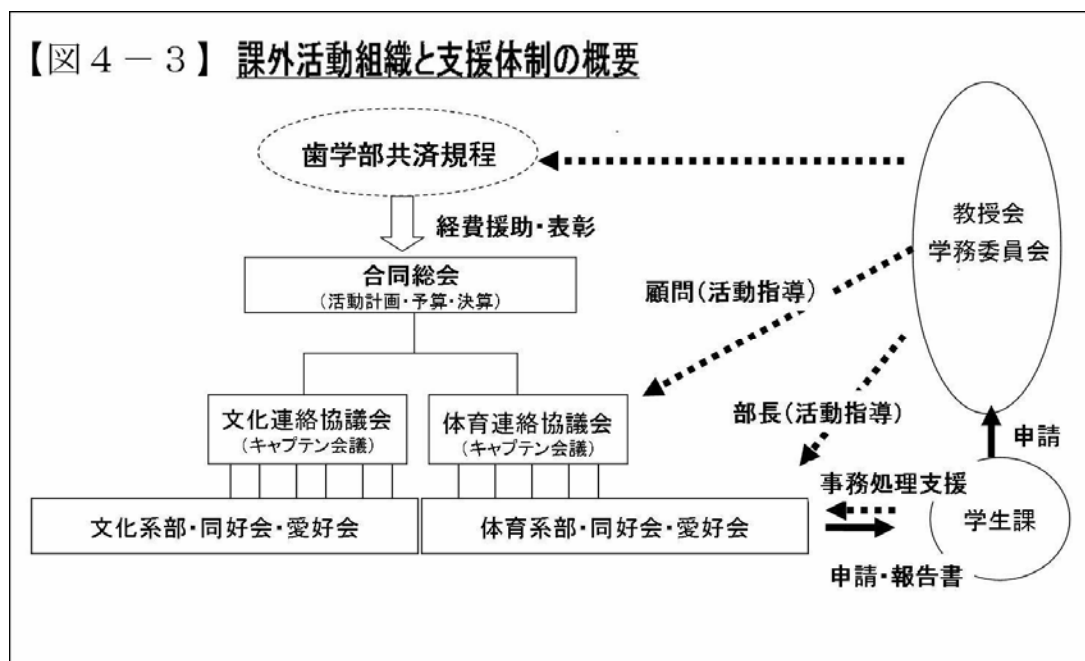 【図４－３】 課外活動組織と支援体制の概要
歯学部共済規程
経費援助・表彰
合同総会
(活動計画・予算・決算)
教授会
学務委員会
顧問(活動指導)
文化連絡協議会
(キャプテン会議)
体育連絡協議会
(キャプテン会議)
部長(活動指導)
申請
事務処理支援
文化系部・同好会・愛好会
体育系部・同好会・愛好会
学生課
申請・報告書